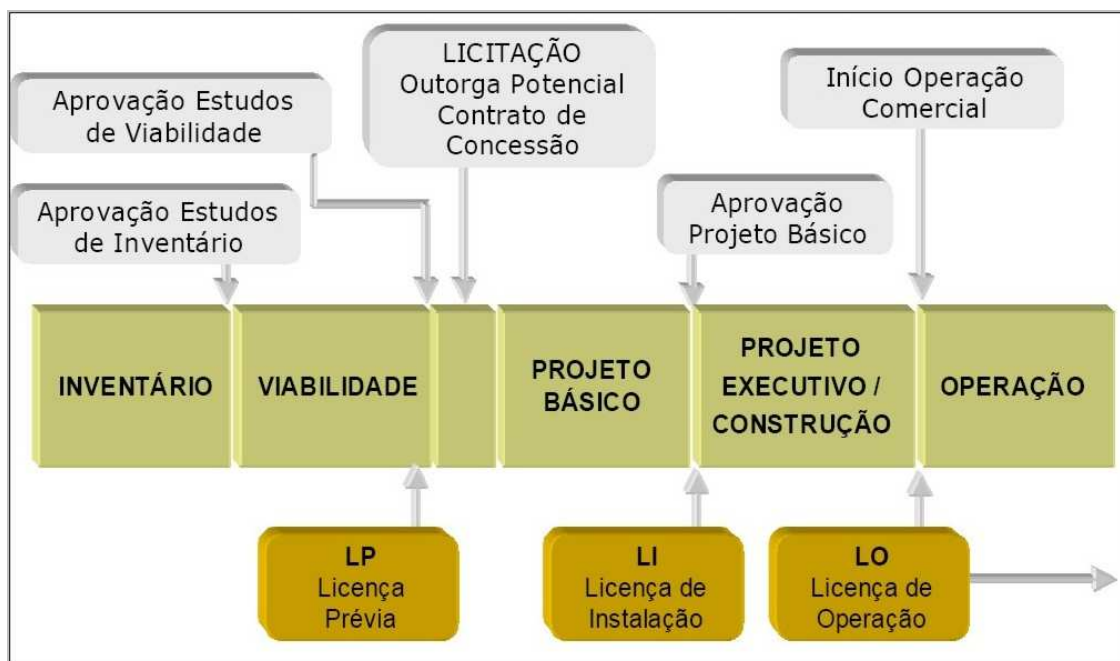 LICITAÇÃO
Outorga Potencial
Contrato de
Concessão
Início Operação
Comercial
Aprovação Estudos
de Viabilidade
Aprovação Estudos
de Inventário
Aprovação
Projeto Básico
INVENTÁRIO
VIABILIDADE
PROJETO
BÁSICO
PROJETO
EXECUTIVO /
CONSTRUÇÃO
OPERAÇÃO
LP
Licença
Prévia
LI
Licença de
Instalação
LO
Licença de
Operação